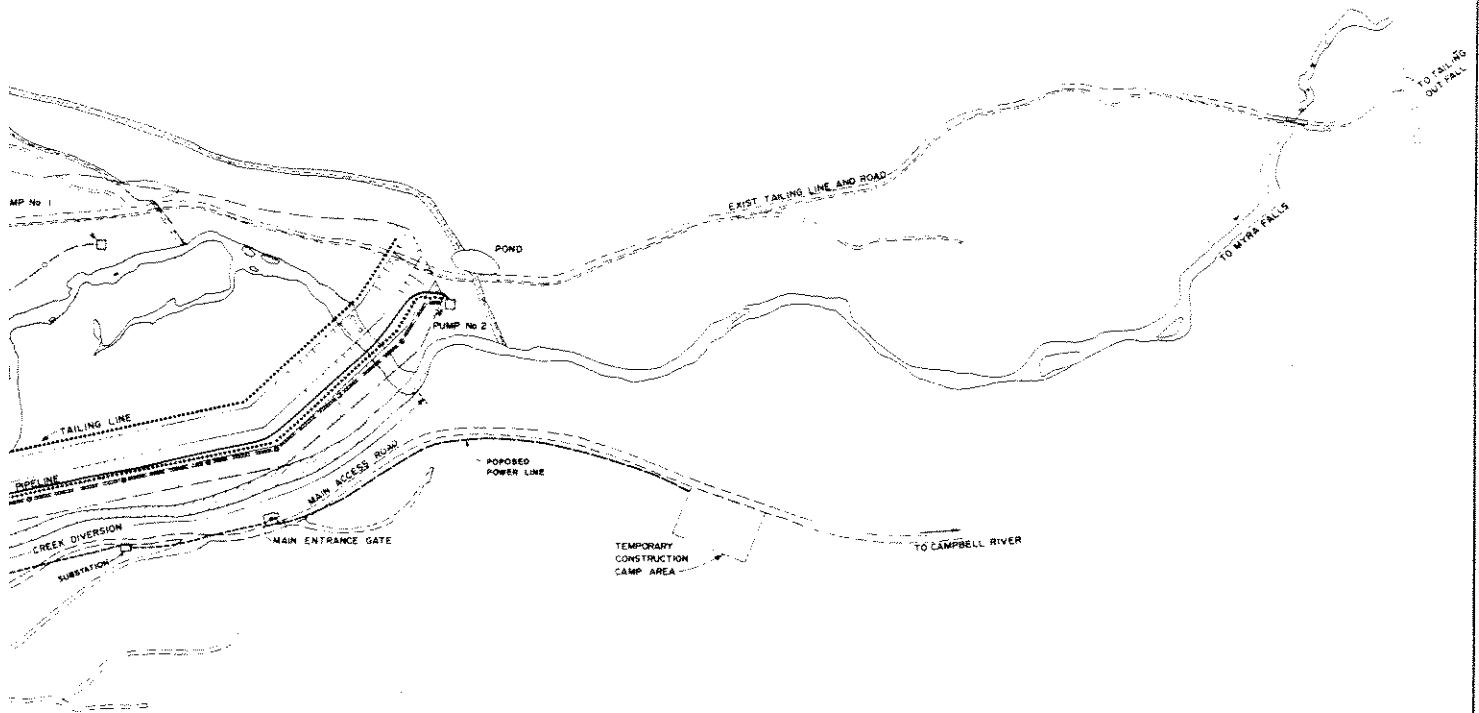 TO TAILING
OUT FALL
MP No 1
EXIST TAILING LINE AND ROAD
POND
TO MYRA FALLS
PUMP No 2
TAILING LINE
PIPELINE
MAIN ACCESS ROAD
POPOSED
POWER LINE
CREEK DIVERSION
MAIN ENTRANCE GATE
SUBSTATION
TEMPORARY
CONSTRUCTION
CAMP AREA
TO CAMPBELL RIVER